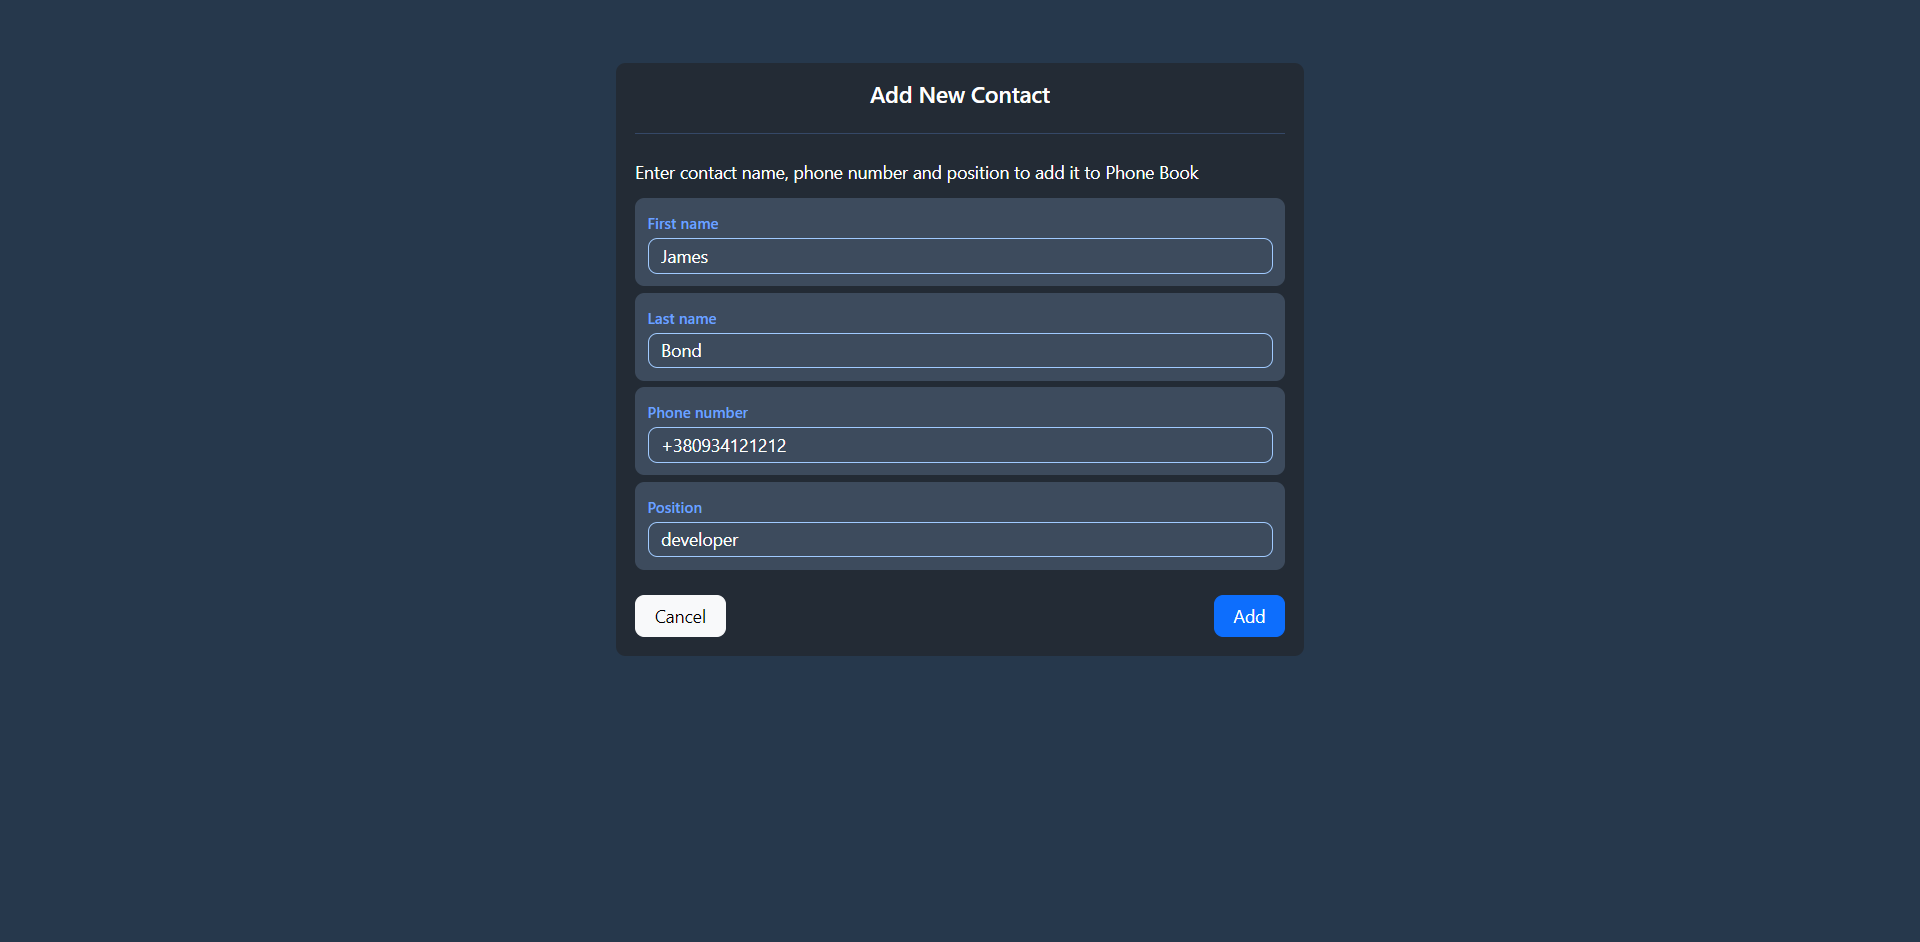 Add New Contact
Enter contact name, phone number and position to add it to Phone Book
First name
James
Last name
Bond
Phone number
+380934121212
Position
developer
Cancel
Add